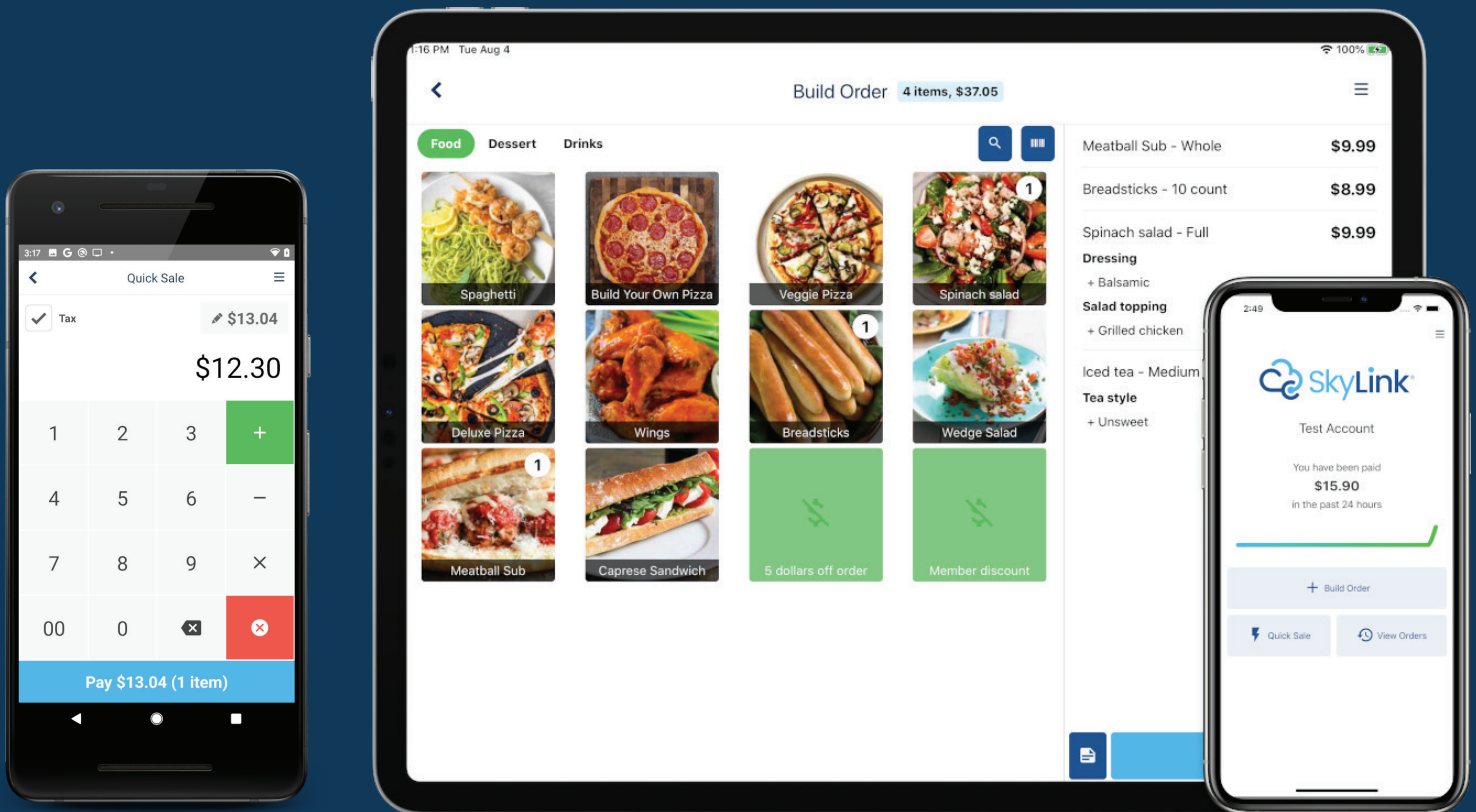 3:17
Quick Sale
Tax
$13.04
$12.30
1 2 3 +
4 5 6 −
7 8 9 ×
00 0
Pay $13.04 (1 item)
1:16 PM Tue Aug 4
100%
Build Order 4 items, $37.05
Food Dessert Drinks
Spaghetti
Build Your Own Pizza
Veggie Pizza
1
Spinach salad
Deluxe Pizza
Wings
1
Breadsticks
Wedge Salad
1
Meatball Sub
Caprese Sandwich
5 dollars off order
Member discount
Meatball Sub - Whole $9.99
Breadsticks - 10 count $8.99
Spinach salad - Full $9.99
Dressing
+ Balsamic
Salad topping
+ Grilled chicken
Iced tea - Medium
Tea style
+ Unsweet
2:49
SkyLink
Test Account
You have been paid
$15.90
in the past 24 hours
+ Build Order
Quick Sale
View Orders